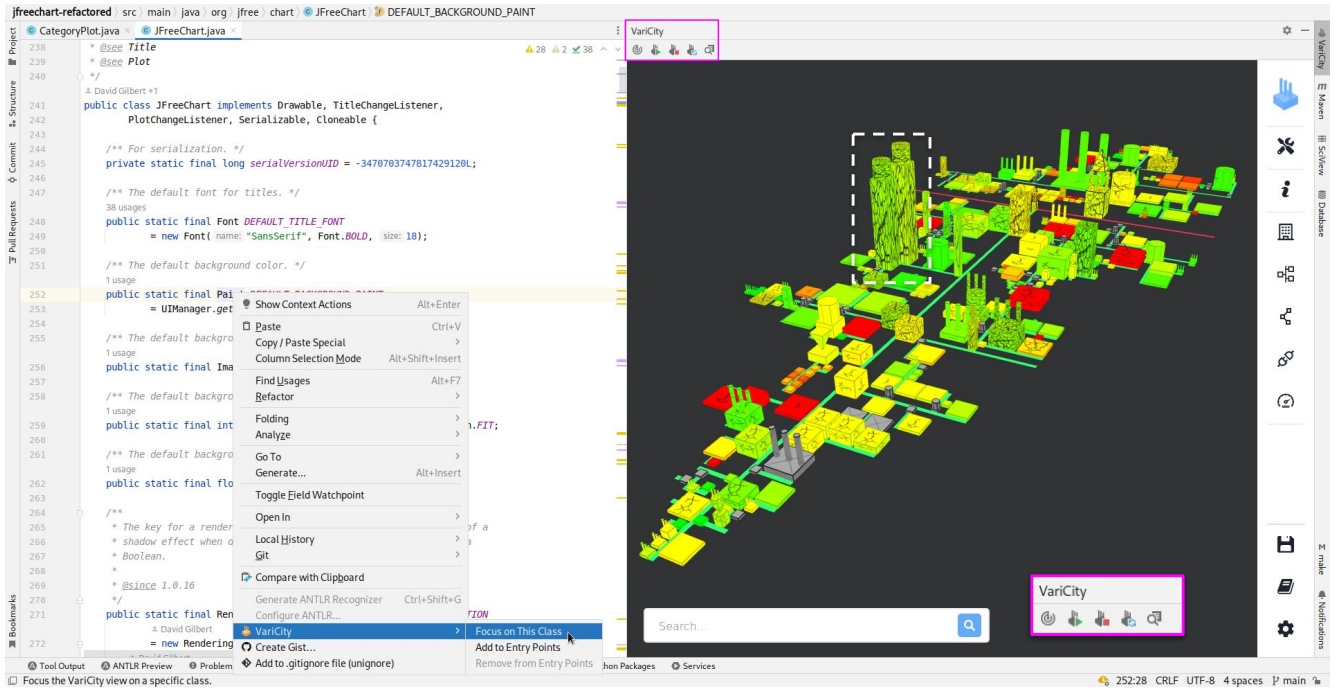 jfreechart-refactored src main java org jfree chart JFreeChart DEFAULT_BACKGROUND_PAINT
Project
Structure
Commit
Pull Requests
Bookmarks
CategoryPlot.java JFreeChart.java
28 2 38
238 * @see Title
239 * @see Plot
240 */
David Gilbert +1
241 public class JFreeChart implements Drawable, TitleChangeListener,
242 PlotChangeListener, Serializable, Cloneable {
243
244 /** For serialization. */
245 private static final long serialVersionUID = -3470703747817429120L;
246
247 /** The default font for titles. */
38 usages
248 public static final Font DEFAULT_TITLE_FONT
249 = new Font( name: "SansSerif", Font.BOLD, size: 18);
250
251 /** The default background color. */
1 usage
252 public static final Pai
253 = UIManager.get
254
255 /** The default backgro
1 usage
256 public static final Ima
257
258 /** The default backgro
1 usage
259 public static final int n.FIT;
260
261 /** The default backgro
1 usage
262 public static final flo
263
264 /**
265 * The key for a render of a
266 * shadow effect when d a
267 * Boolean.
268 *
269 * @since 1.0.16
270 */
271 public static final Ren TION
David Gilbert
272 = new Rendering
Show Context Actions Alt+Enter
Paste Ctrl+V
Copy / Paste Special
Column Selection Mode Alt+Shift+Insert
Find Usages Alt+F7
Refactor
Folding
Analyze
Go To
Generate... Alt+Insert
Toggle Field Watchpoint
Open In
Local History
Git
Compare with Clipboard
Generate ANTLR Recognizer Ctrl+Shift+G
Configure ANTLR...
VariCity
Create Gist...
Add to .gitignore file (unignore)
Focus on This Class
Add to Entry Points
Remove from Entry Points
VariCity
Search...
VariCity
VariCity
Maven
SciView
Database
make
Notifications
Tool Output ANTLR Preview Problem hon Packages Services
Focus the VariCity view on a specific class.
252:28 CRLF UTF-8 4 spaces main